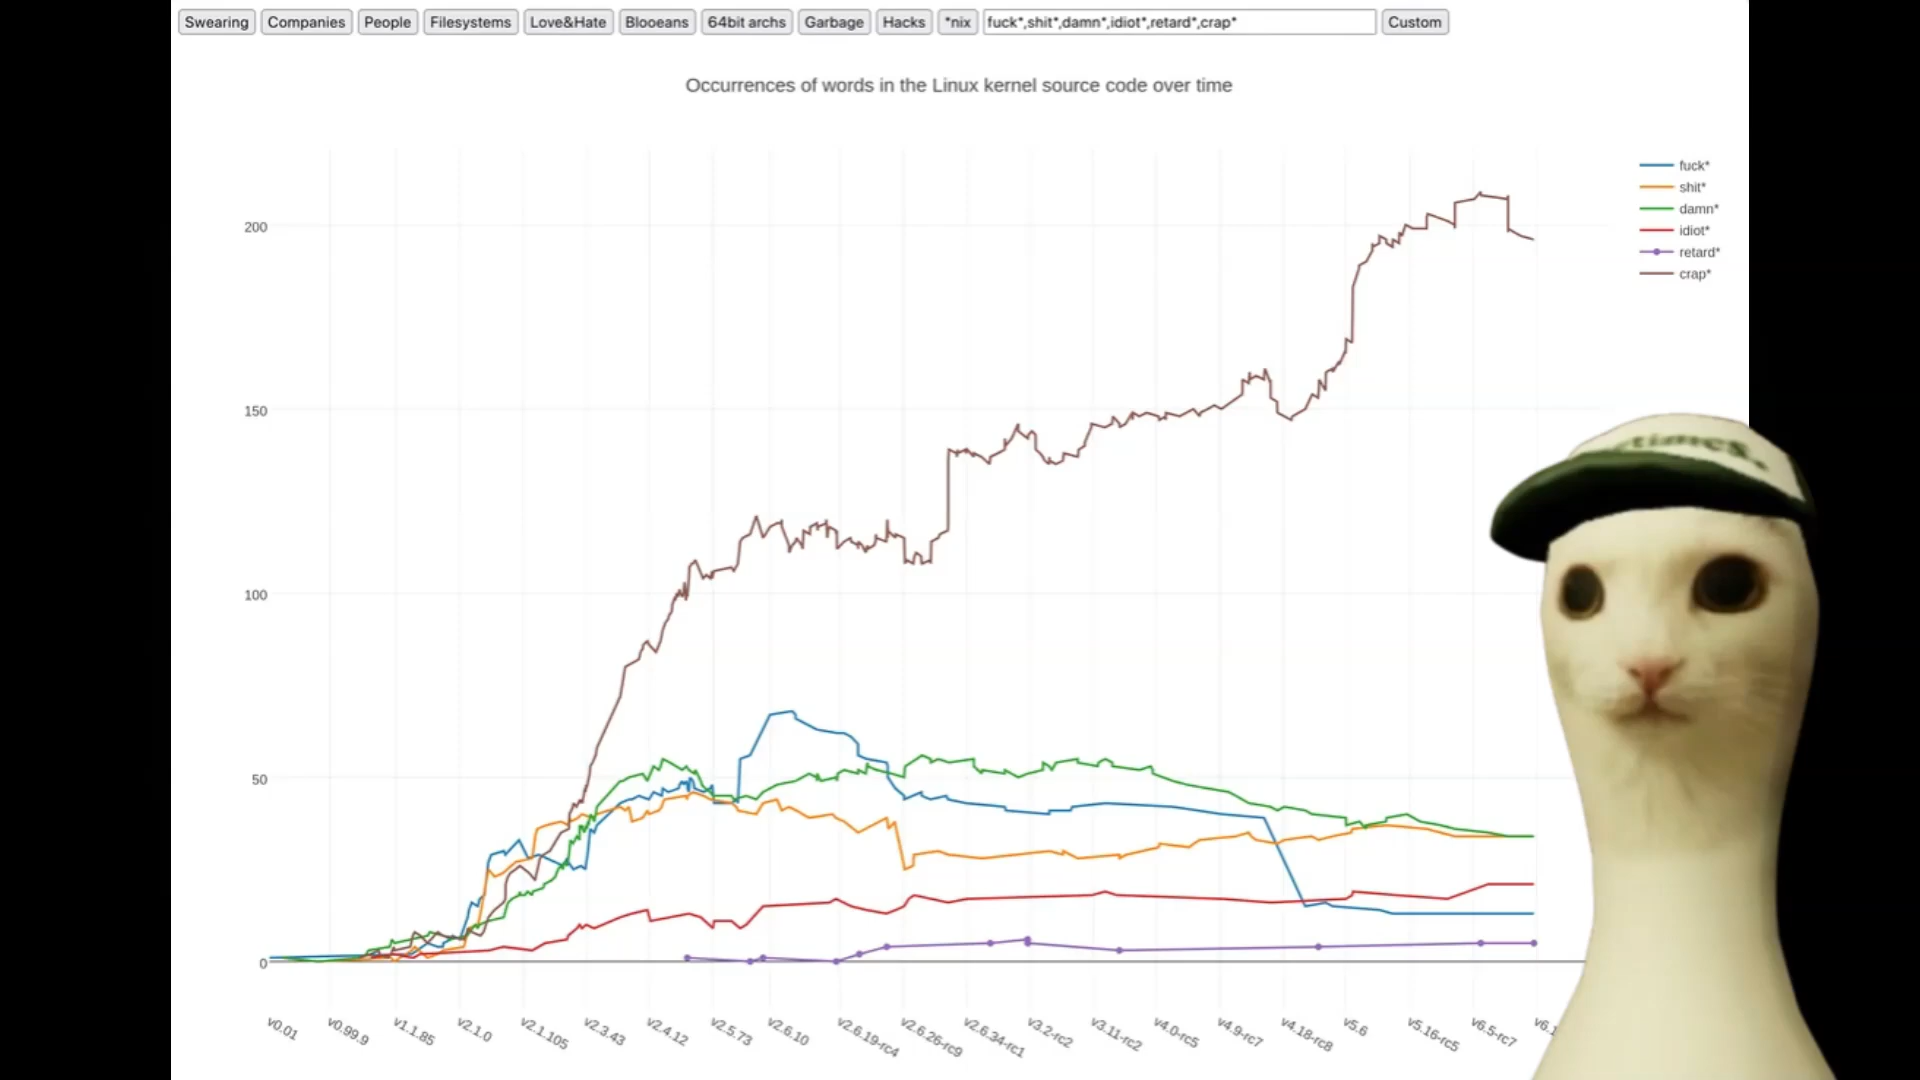 Swearing Companies People Filesystems Love&Hate Blooeans 64bit archs Garbage Hacks *nix fuck*,shit*,damn*,idiot*,retard*,crap* Custom
Occurrences of words in the Linux kernel source code over time
fuck*
shit*
damn*
idiot*
retard*
crap*
200
150
100
50
0
v0.01 v0.99.9 v1.1.85 v2.1.0 v2.1.105 v2.3.43 v2.4.12 v2.5.73 v2.6.10 v2.6.19-rc4 v2.6.26-rc9 v2.6.34-rc1 v3.2-rc2 v3.11-rc2 v4.0-rc5 v4.9-rc7 v4.18-rc8 v5.6 v5.16-rc5 v6.5-rc7 v6.1